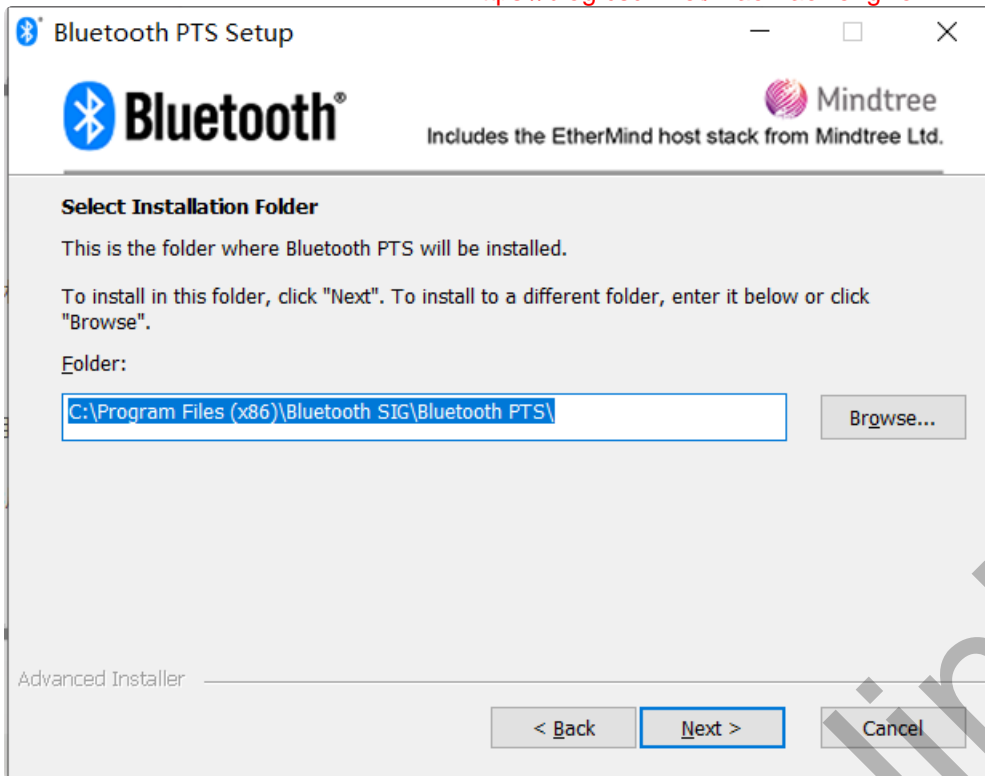 Bluetooth PTS Setup
Bluetooth®
Mindtree
Includes the EtherMind host stack from Mindtree Ltd.
Select Installation Folder
This is the folder where Bluetooth PTS will be installed.
To install in this folder, click "Next". To install to a different folder, enter it below or click
"Browse".
Folder:
C:\Program Files (x86)\Bluetooth SIG\Bluetooth PTS\
Browse...
Advanced Installer
< Back
Next >
Cancel